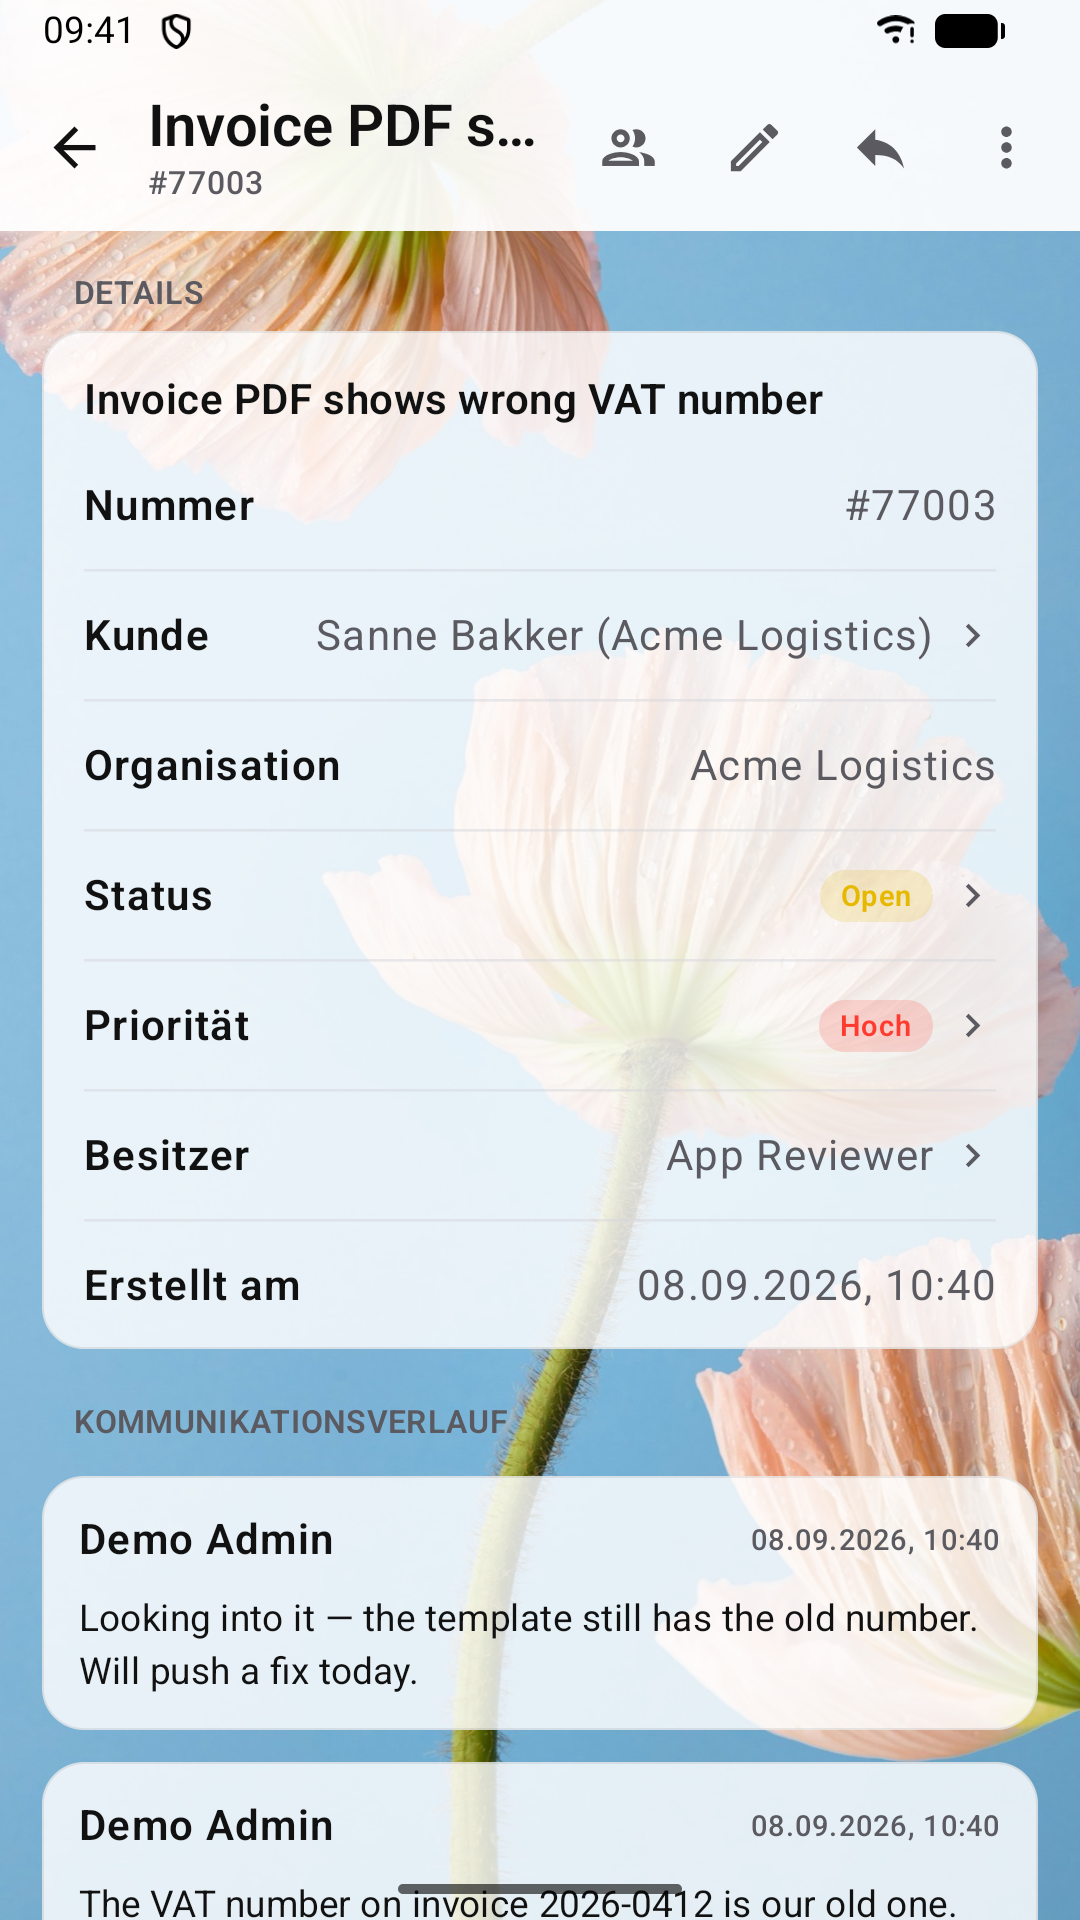 09:41
Invoice PDF s...
#77003
DETAILS
Invoice PDF shows wrong VAT number
Nummer #77003
Kunde Sanne Bakker (Acme Logistics)
Organisation Acme Logistics
Status Open
Priorität Hoch
Besitzer App Reviewer
Erstellt am 08.09.2026, 10:40
KOMMUNIKATIONSVERLAUF
Demo Admin 08.09.2026, 10:40
Looking into it — the template still has the old number.
Will push a fix today.
Demo Admin 08.09.2026, 10:40
The VAT number on invoice 2026-0412 is our old one.